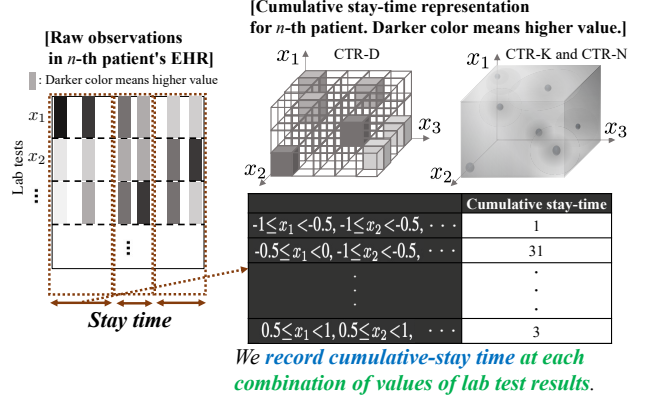 [Raw observations
in n-th patient's EHR]
: Darker color means higher value
Lab tests
x1
x2
...
...
Stay time
[Cumulative stay-time representation
for n-th patient. Darker color means higher value.]
CTR-D
x1
x2
x3
CTR-K and CTR-N
x1
x2
x3
Cumulative stay-time
-1≤x1<-0.5, -1≤x2<-0.5, · · · 1
-0.5≤x1<0, -1≤x2<-0.5, · · · 31
· ·
· ·
· ·
0.5≤x1<1, 0.5≤x2<1, · · · 3
We record cumulative-stay time at each
combination of values of lab test results.